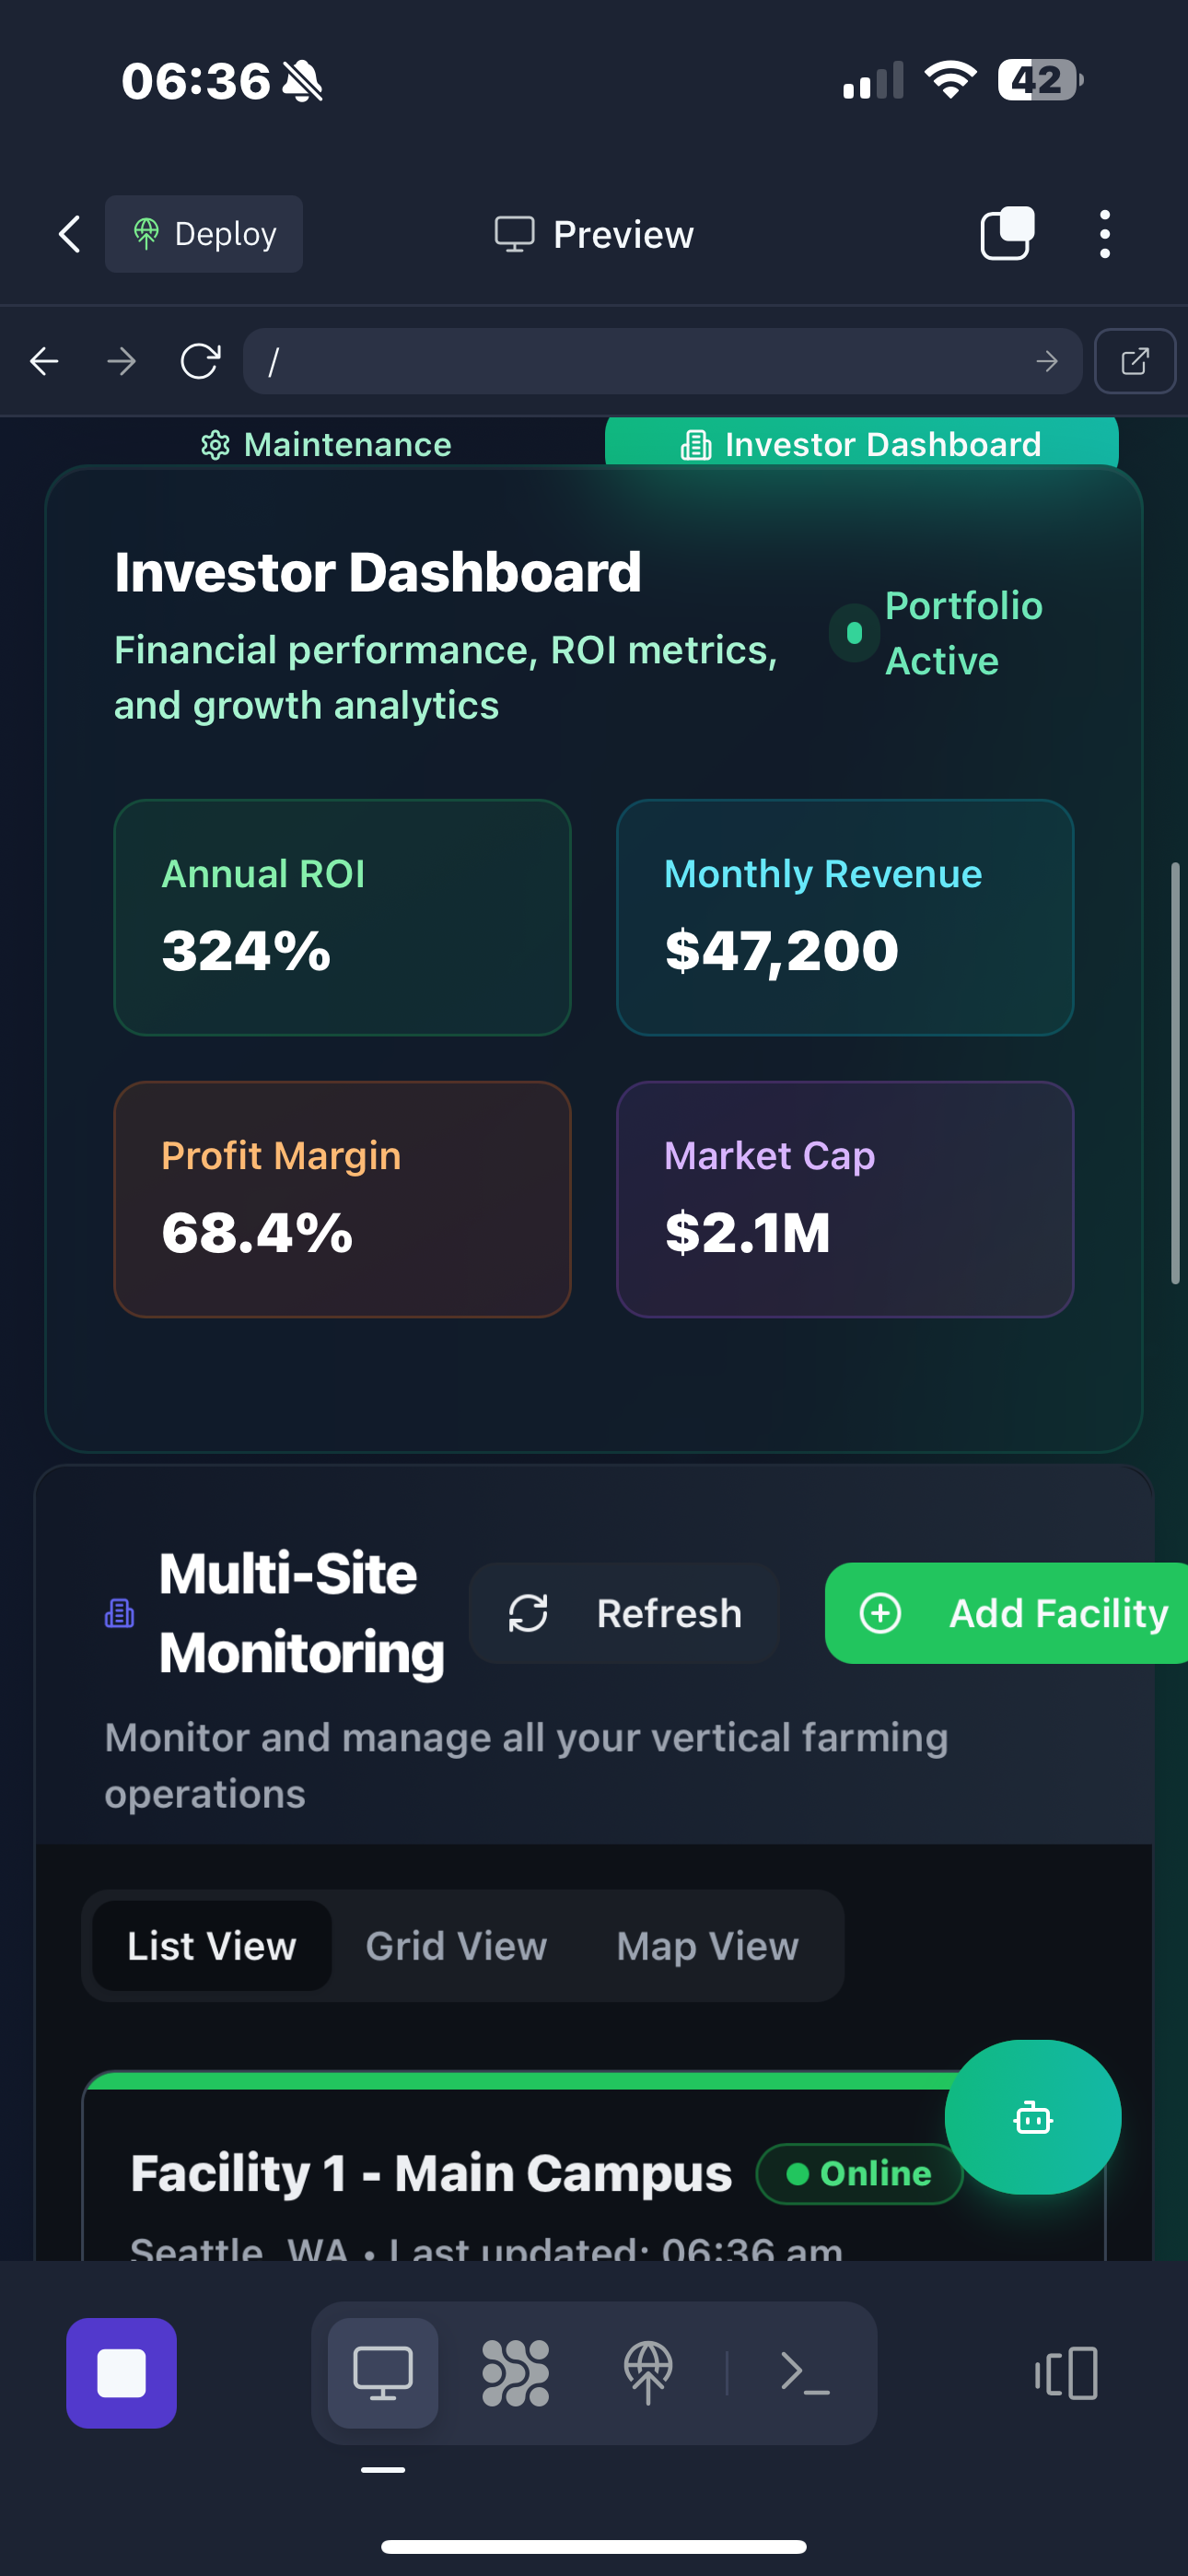 06:36
42
Deploy
Preview
/
Maintenance
Investor Dashboard
Investor Dashboard
Financial performance, ROI metrics,
and growth analytics
Portfolio
Active
Annual ROI
324%
Monthly Revenue
$47,200
Profit Margin
68.4%
Market Cap
$2.1M
Multi-Site
Monitoring
Refresh
Add Facility
Monitor and manage all your vertical farming
operations
List View
Grid View
Map View
Facility 1 - Main Campus
Online
Seattle, WA • Last updated: 06:36 am